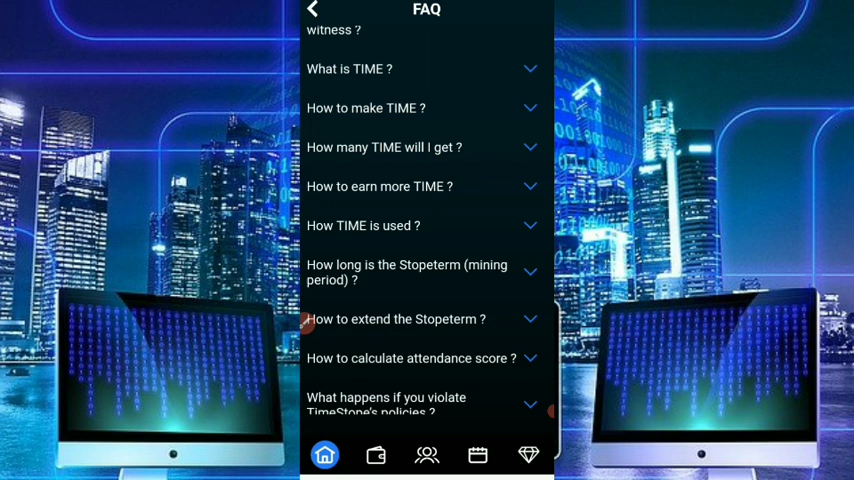 FAQ
witness ?
What is TIME ?
How to make TIME ?
How many TIME will I get ?
How to earn more TIME ?
How TIME is used ?
How long is the Stopeterm (mining
period) ?
How to extend the Stopeterm ?
How to calculate attendance score ?
What happens if you violate
TimeStope's policies ?